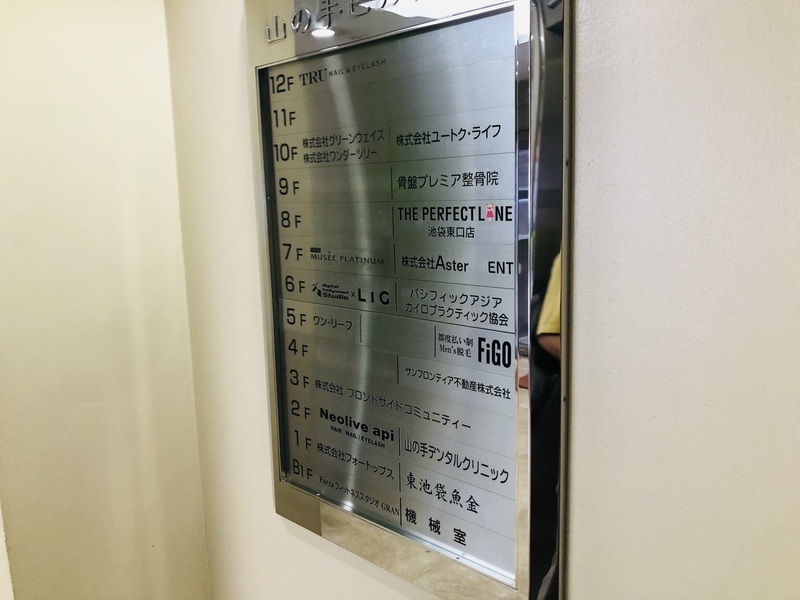 山の手ビル
12F TRU NAIL & EYELASH
11F
10F 株式会社グリーンウェイズ 株式会社ユートク・ライフ
株式会社ワンダーツリー
9F 骨盤プレミア整骨院
8F THE PERFECT LINE
池袋東口店
7F MUSÉE PLATINUM 株式会社Aster ENT
6F digital hollywood Studio × LIG パシフィックアジア
カイロプラクティック協会
5F ワン・リーフ 都度払い制 Men's脱毛 FiGO
4F サンフロンティア不動産株式会社
3F 株式会社 フロントサイドコミュニティー
2F Neolive api 山の手デンタルクリニック
HAIR / NAIL / EYELASH
1F 株式会社フォートップス 東池袋魚金
B1F Forza フィットネススタジオ GRAN 機械室